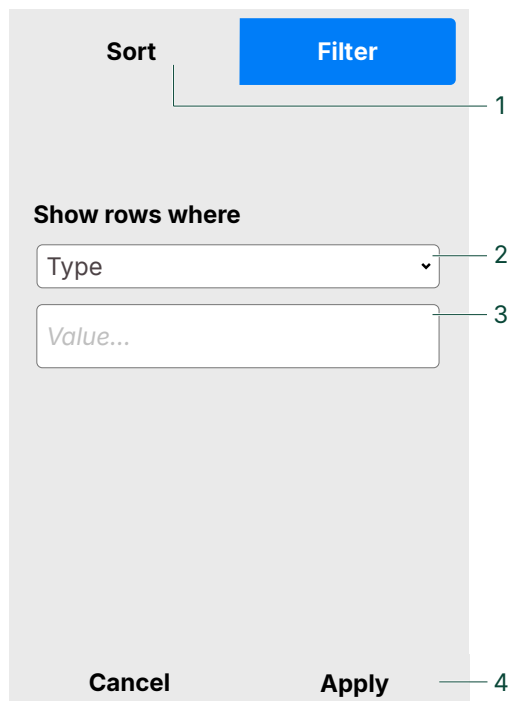 Sort Filter
1
Show rows where
Type 2
Value... 3
Cancel Apply 4